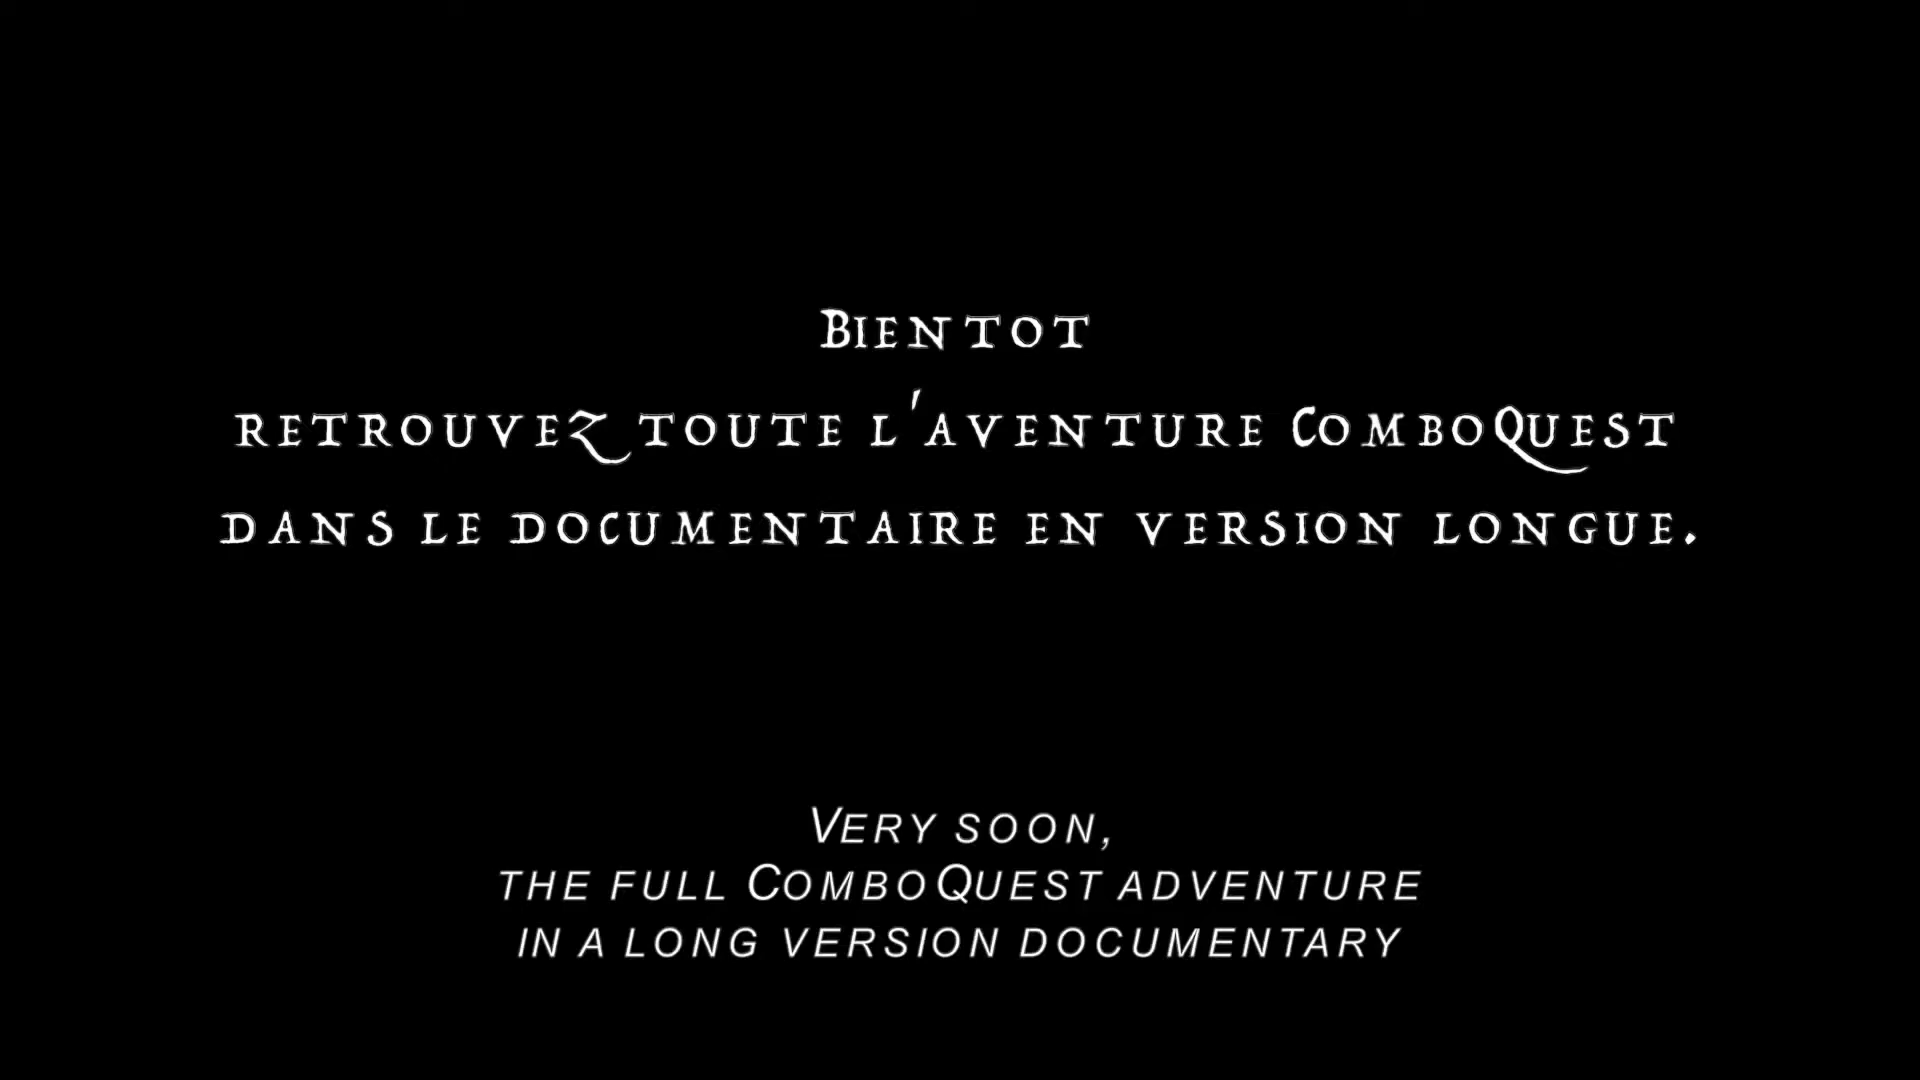 Bientot
retrouvez toute l'aventure ComboQuest
dans le documentaire en version longue.
Very soon,
the full ComboQuest adventure
in a long version documentary